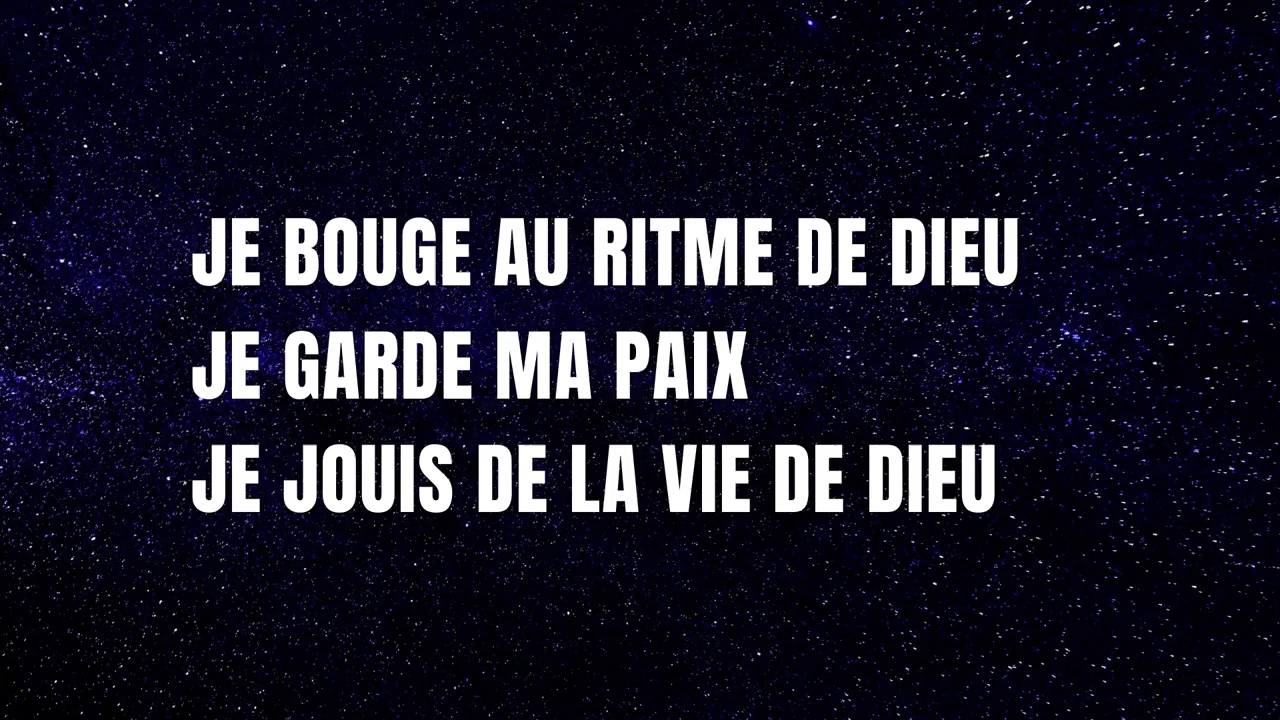 JE BOUGE AU RITME DE DIEU
JE GARDE MA PAIX
JE JOUIS DE LA VIE DE DIEU